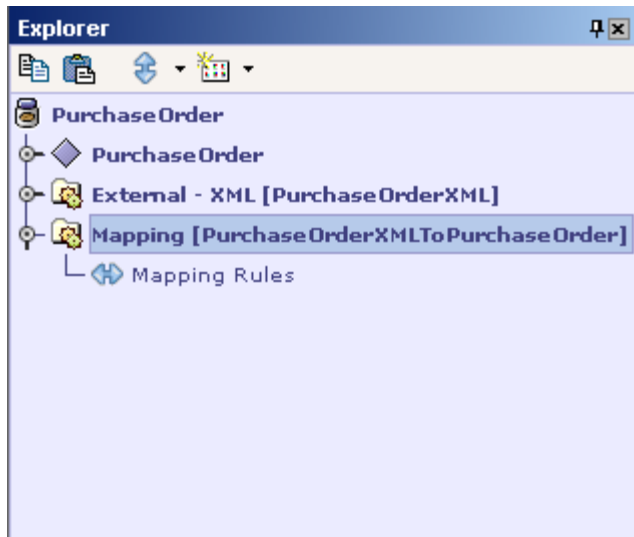 Explorer
PurchaseOrder
PurchaseOrder
External - XML [PurchaseOrderXML]
Mapping [PurchaseOrderXMLToPurchaseOrder]
Mapping Rules